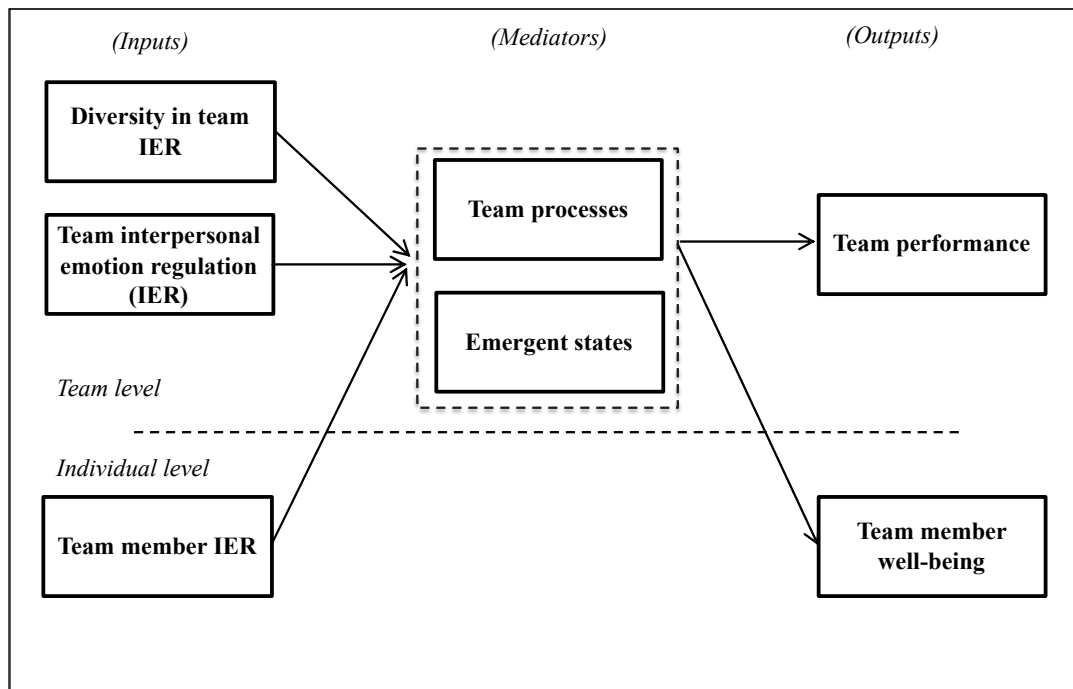 (Inputs)
(Mediators)
(Outputs)
Diversity in team
IER
Team interpersonal
emotion regulation
(IER)
Team processes
Emergent states
Team performance
Team level
Individual level
Team member IER
Team member
well-being